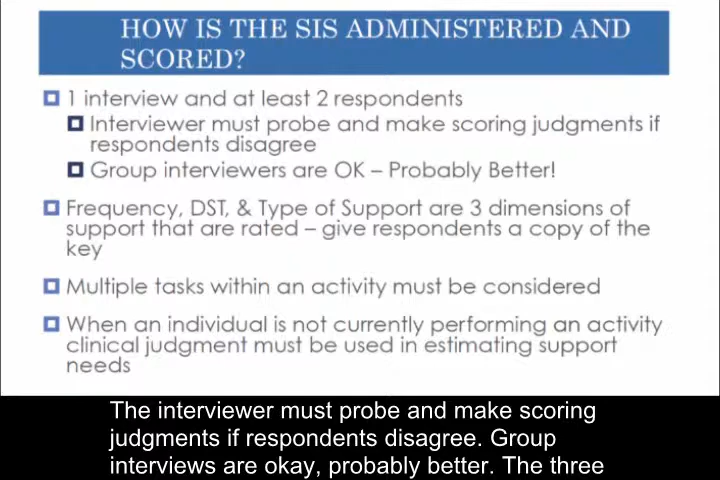 HOW IS THE SIS ADMINISTERED AND
SCORED?
1 interview and at least 2 respondents
Interviewer must probe and make scoring judgments if
respondents disagree
Group interviewers are OK – Probably Better!
Frequency, DST, & Type of Support are 3 dimensions of
support that are rated – give respondents a copy of the
key
Multiple tasks within an activity must be considered
When an individual is not currently performing an activity
clinical judgment must be used in estimating support
needs
The interviewer must probe and make scoring
judgments if respondents disagree. Group
interviews are okay, probably better. The three